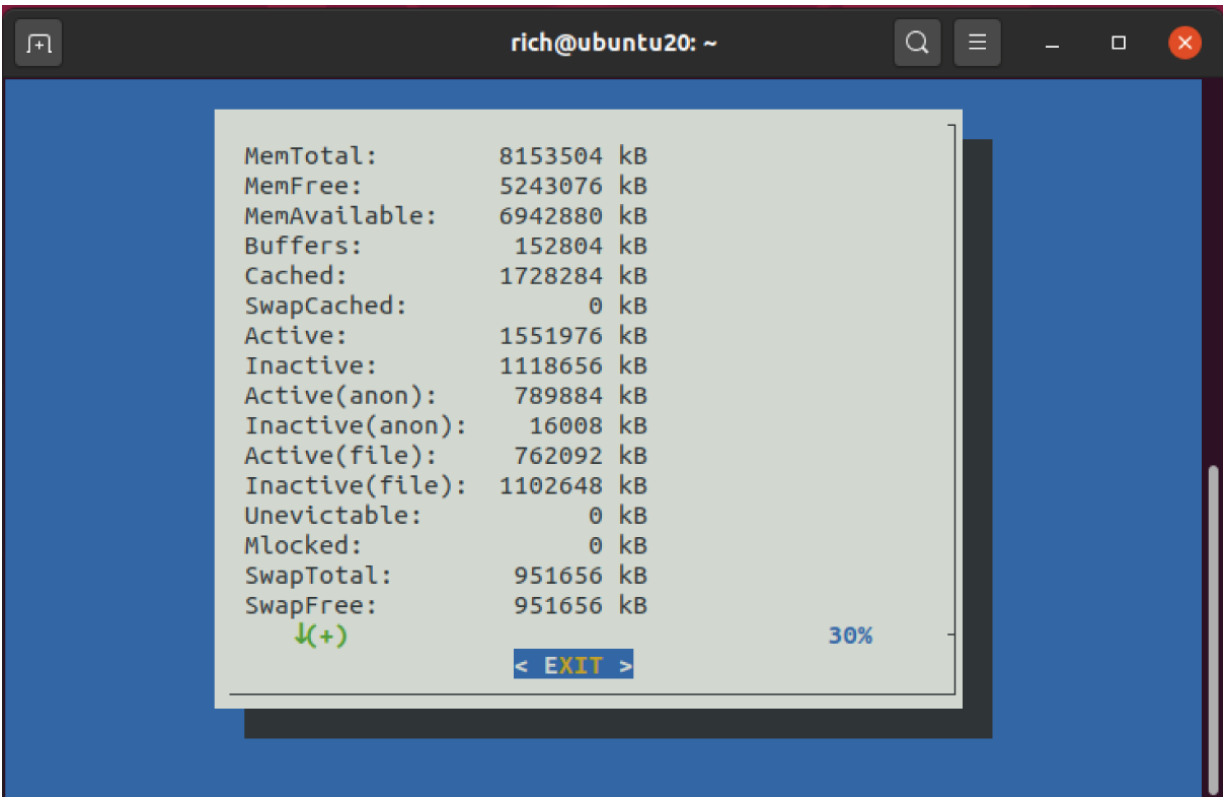 rich@ubuntu20: ~
MemTotal:        8153504 kB
MemFree:         5243076 kB
MemAvailable:    6942880 kB
Buffers:          152804 kB
Cached:          1728284 kB
SwapCached:            0 kB
Active:          1551976 kB
Inactive:        1118656 kB
Active(anon):     789884 kB
Inactive(anon):    16008 kB
Active(file):     762092 kB
Inactive(file):  1102648 kB
Unevictable:           0 kB
Mlocked:               0 kB
SwapTotal:        951656 kB
SwapFree:         951656 kB
↓(+) 30%
< EXIT >